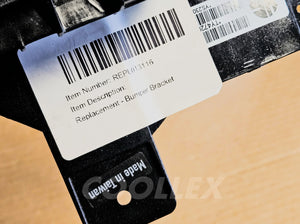 Item Number: REPL013116
Item Description:
Replacement - Bumper Bracket
Made in Taiwan
COOLLEX